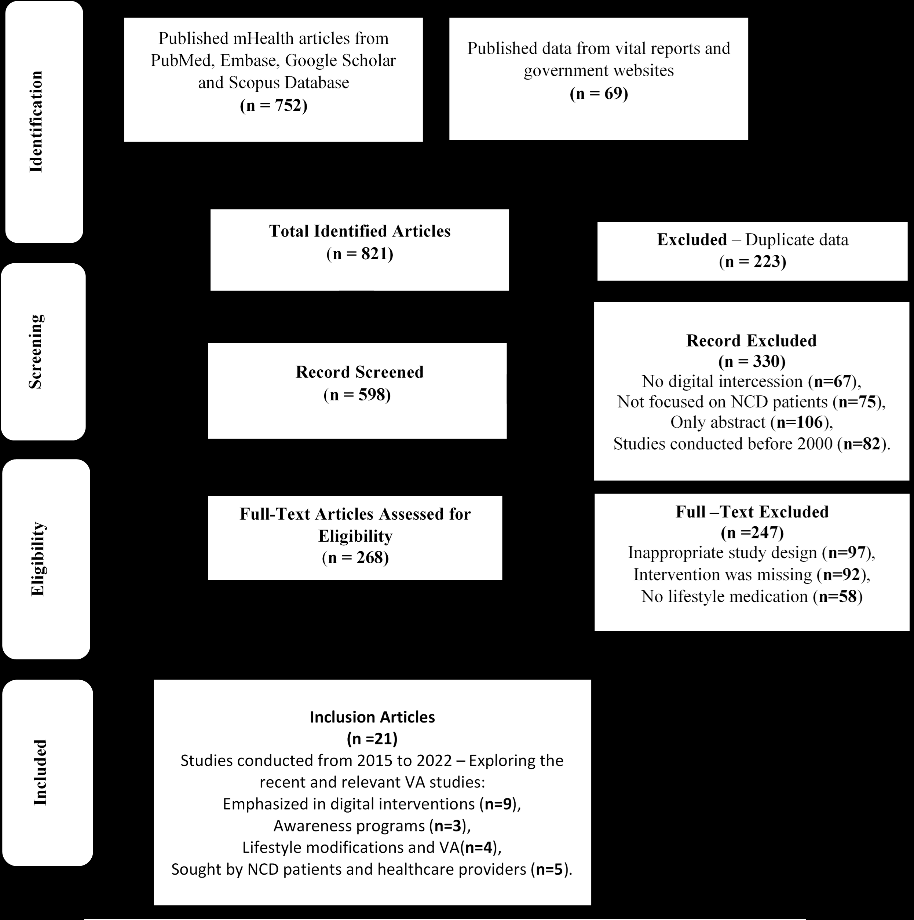 Identification
Published mHealth articles from
PubMed, Embase, Google Scholar
and Scopus Database
(n = 752)
Published data from vital reports and
government websites
(n = 69)
Total Identified Articles
(n = 821)
Excluded – Duplicate data
(n = 223)
Screening
Record Screened
(n = 598)
Record Excluded
(n = 330)
No digital intercession (n=67),
Not focused on NCD patients (n=75),
Only abstract (n=106),
Studies conducted before 2000 (n=82).
Eligibility
Full-Text Articles Assessed for
Eligibility
(n = 268)
Full –Text Excluded
(n =247)
Inappropriate study design (n=97),
Intervention was missing (n=92),
No lifestyle medication (n=58)
Included
Inclusion Articles
(n =21)
Studies conducted from 2015 to 2022 – Exploring the
recent and relevant VA studies:
Emphasized in digital interventions (n=9),
Awareness programs (n=3),
Lifestyle modifications and VA(n=4),
Sought by NCD patients and healthcare providers (n=5).